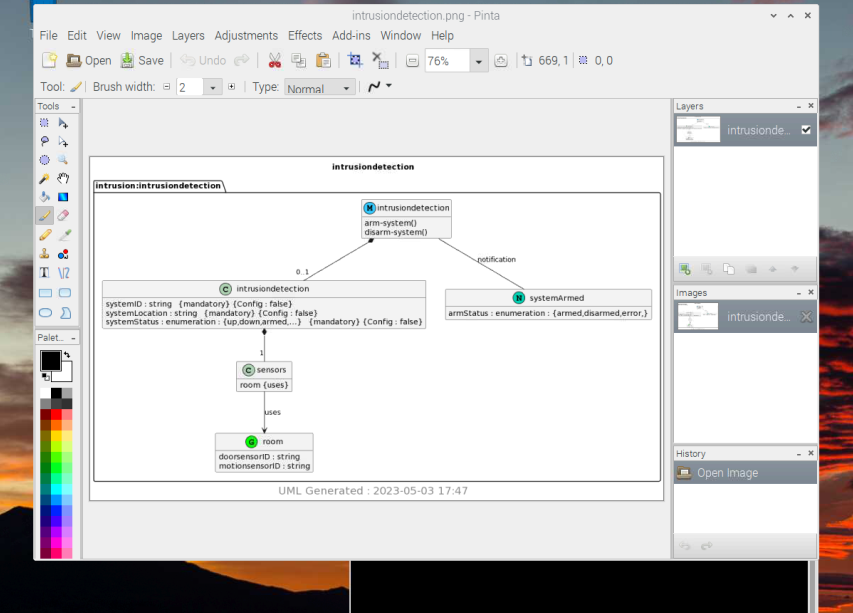 intrusiondetection.png - Pinta
File Edit View Image Layers Adjustments Effects Add-ins Window Help
Open Save Undo 76% 669, 1 0, 0
Tool: Brush width: 2 Type: Normal
Tools
Layers
intrusionde...
intrusiondetection
intrusion:intrusiondetection
M intrusiondetection
arm-system()
disarm-system()
notification
0..1
C intrusiondetection
systemID : string {mandatory} {Config : false}
systemLocation : string {mandatory} {Config : false}
systemStatus : enumeration : {up,down,armed,...} {mandatory} {Config : false}
N systemArmed
armStatus : enumeration : {armed,disarmed,error,}
1
C sensors
room {uses}
uses
G room
doorsensorID : string
motionsensorID : string
UML Generated : 2023-05-03 17:47
Images
intrusionde...
Palet...
History
Open Image